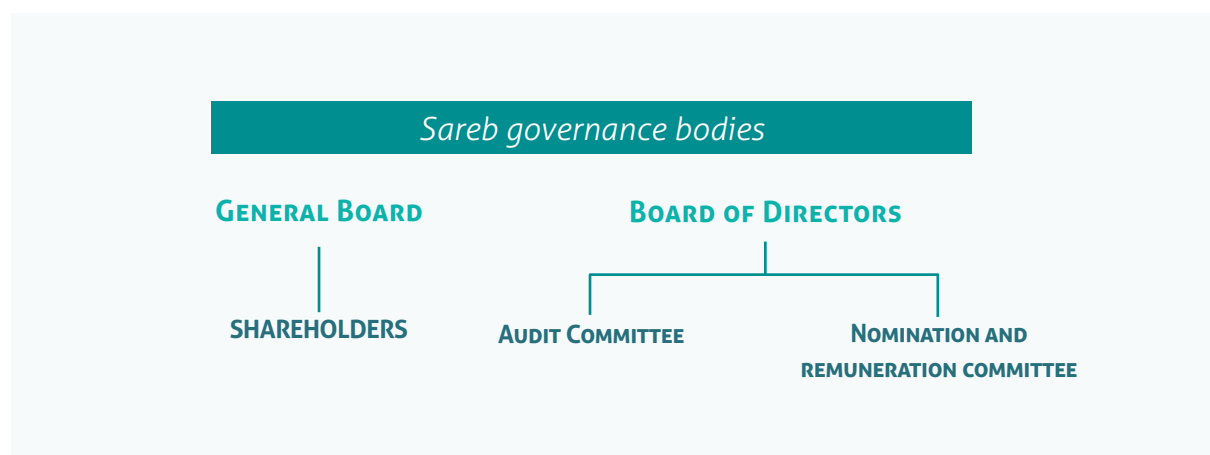 Sareb governance bodies
General Board
Board of Directors
SHAREHOLDERS
Audit Committee
Nomination and
remuneration committee